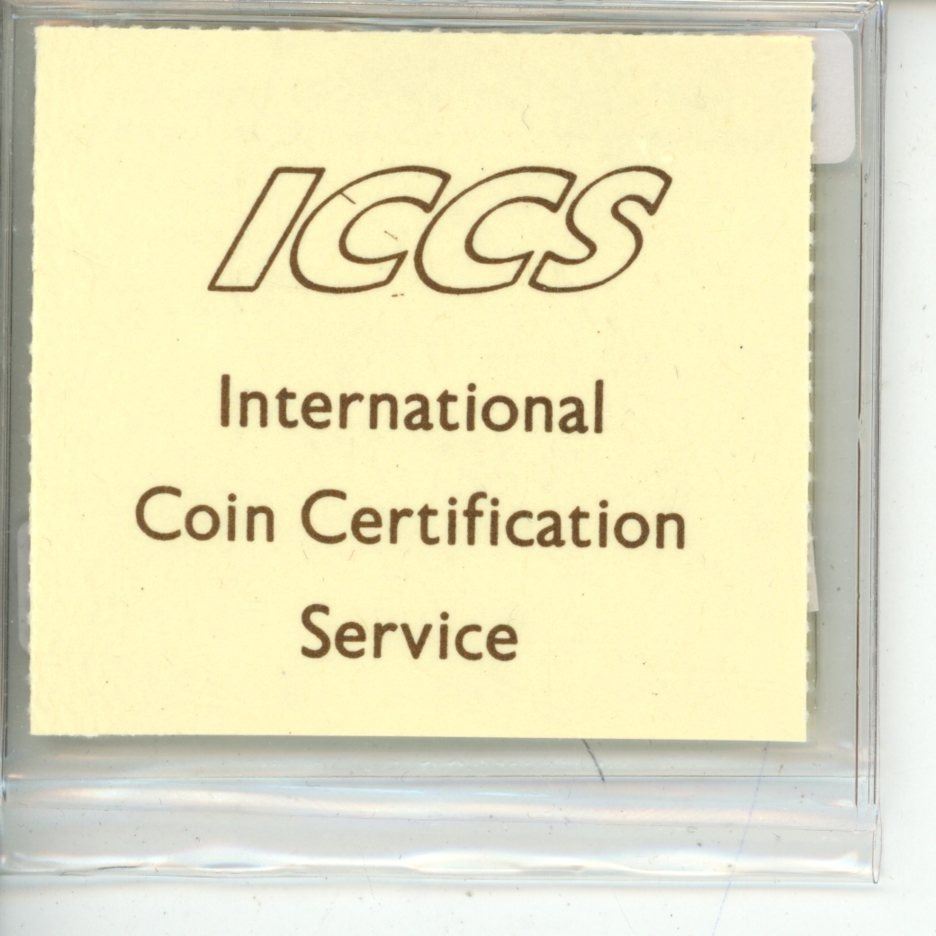 ICCS
International
Coin Certification
Service